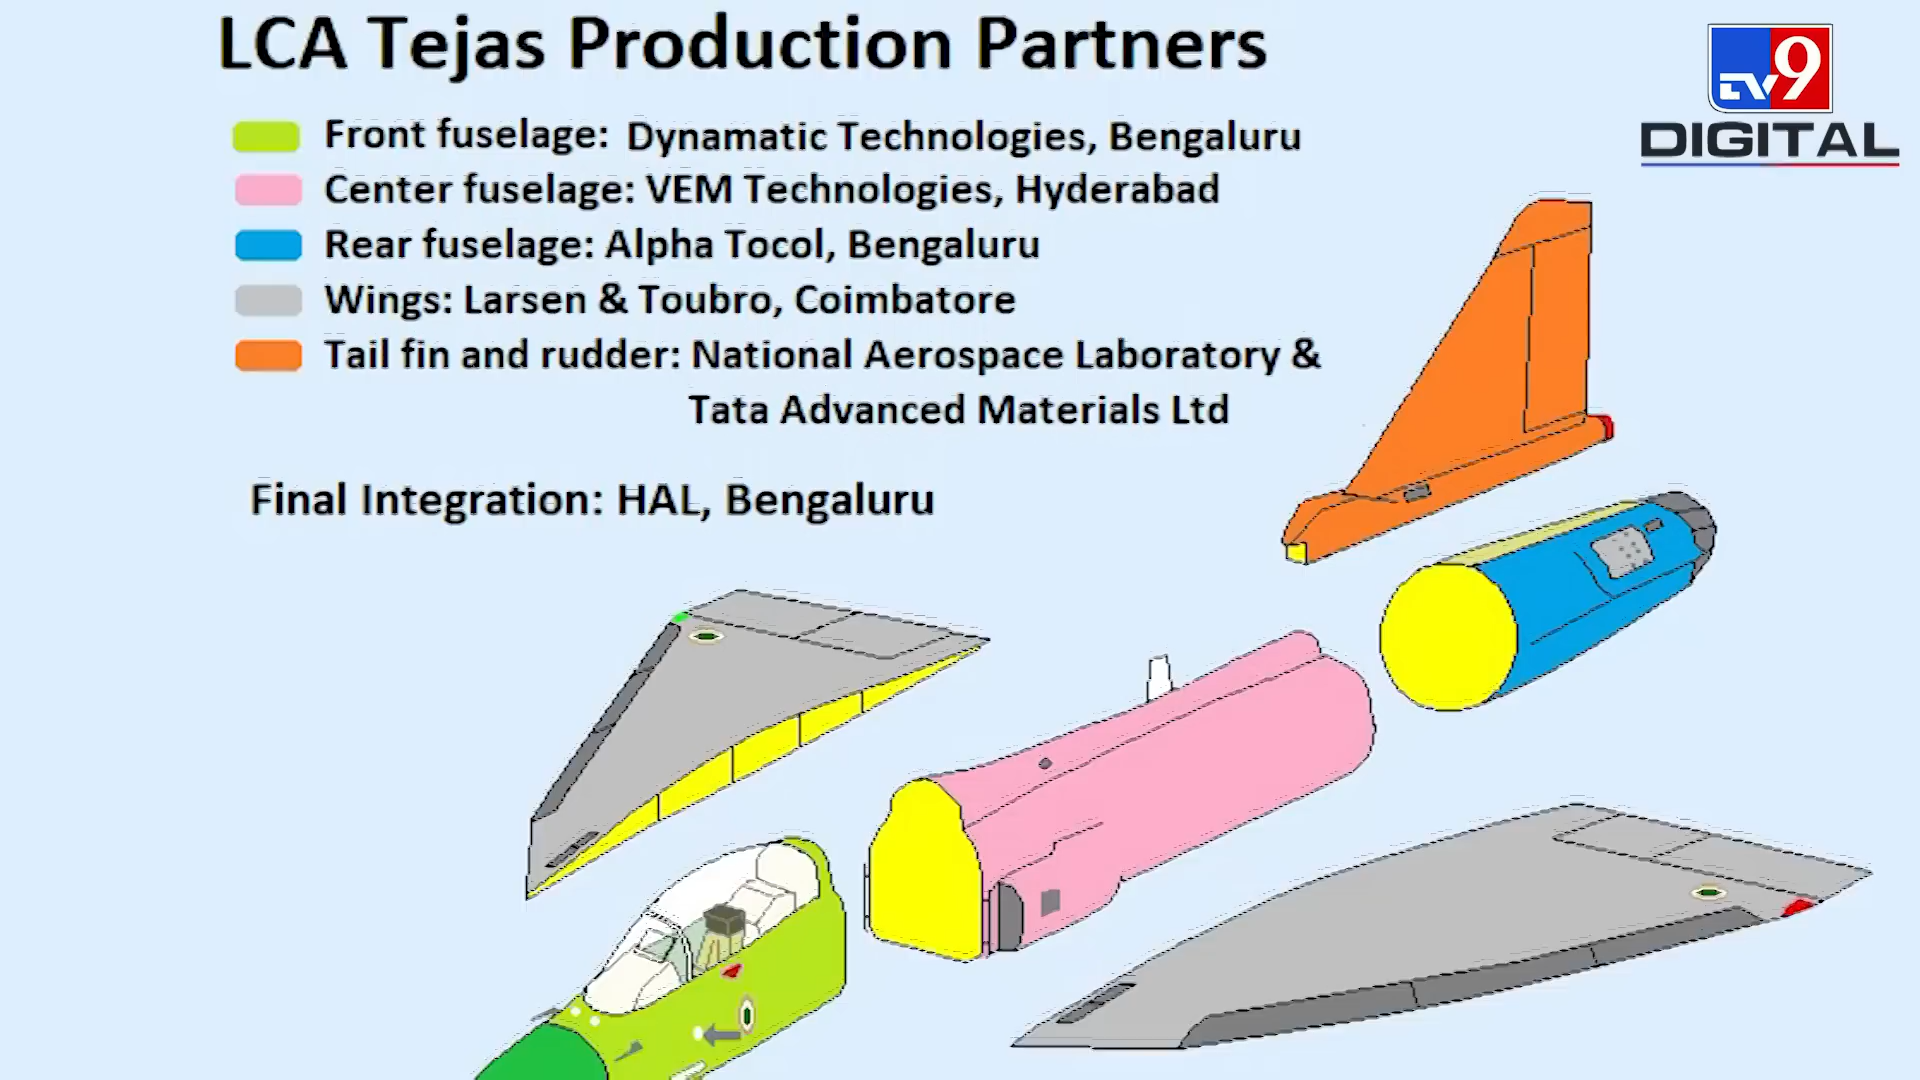 LCA Tejas Production Partners
TV9
DIGITAL
Front fuselage: Dynamatic Technologies, Bengaluru
Center fuselage: VEM Technologies, Hyderabad
Rear fuselage: Alpha Tocol, Bengaluru
Wings: Larsen & Toubro, Coimbatore
Tail fin and rudder: National Aerospace Laboratory &
Tata Advanced Materials Ltd
Final Integration: HAL, Bengaluru